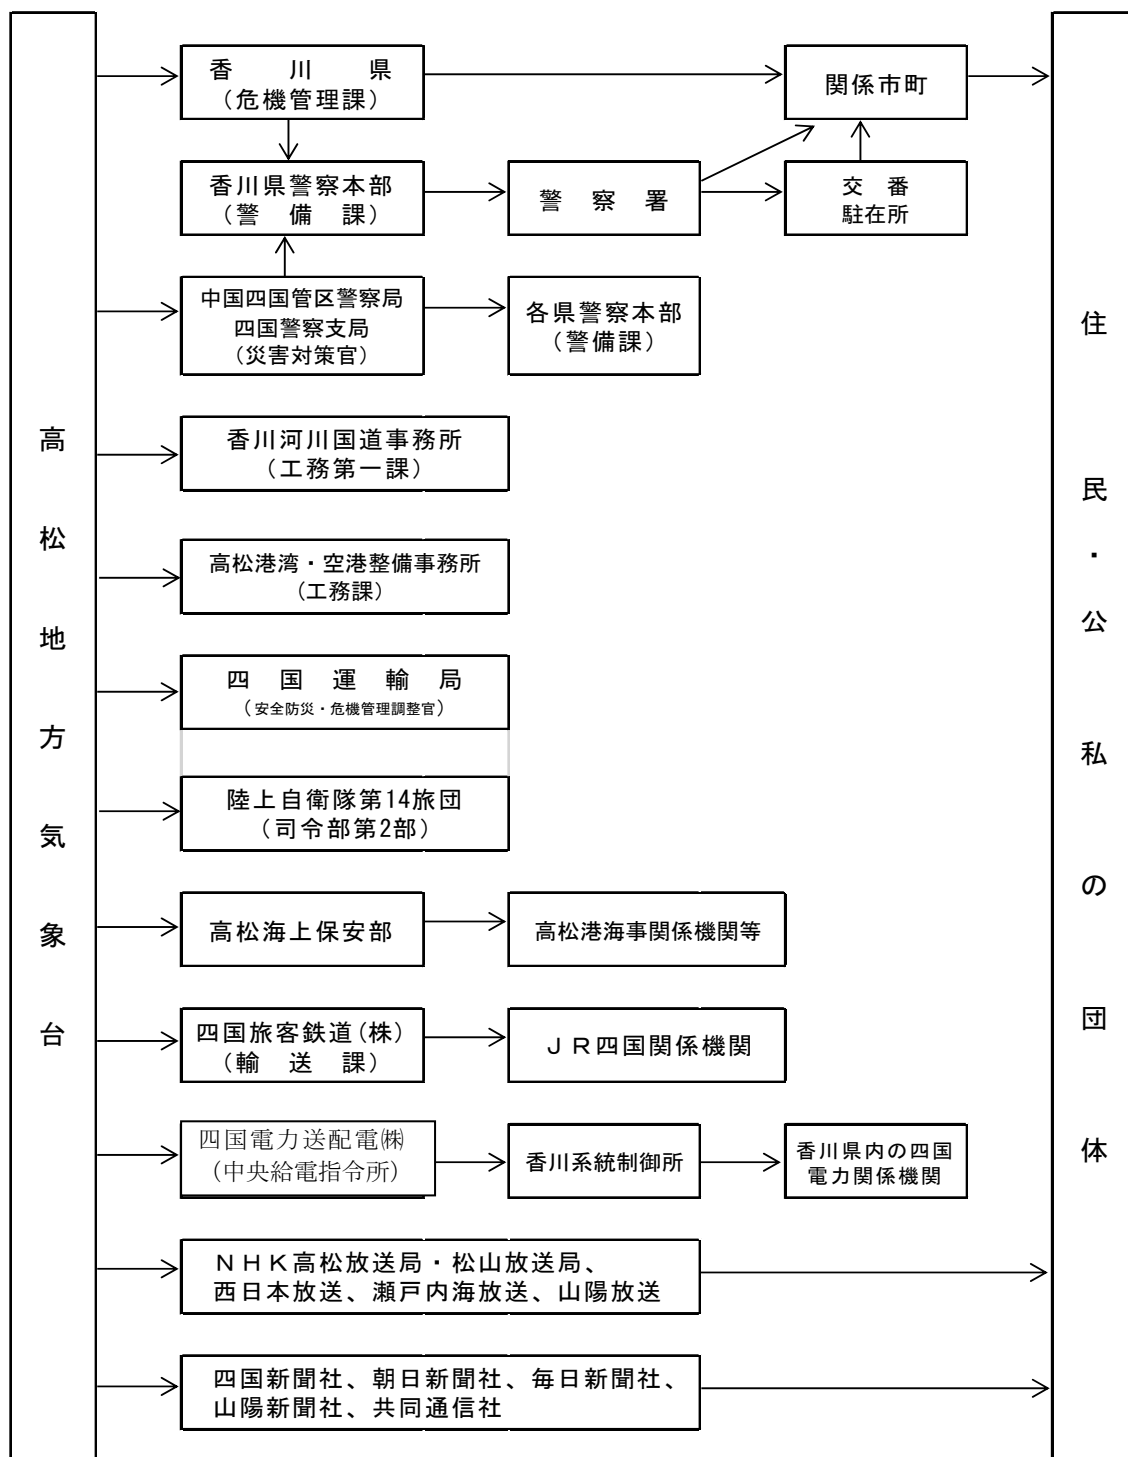 高松地方気象台
香川県
（危機管理課）
関係市町
香川県警察本部
（警備課）
警察署
交番
駐在所
中国四国管区警察局
四国警察支局
（災害対策官）
各県警察本部
（警備課）
香川河川国道事務所
（工務第一課）
高松港湾・空港整備事務所
（工務課）
四国運輸局
（安全防災・危機管理調整官）
陸上自衛隊第14旅団
（司令部第2部）
高松海上保安部
高松港海事関係機関等
四国旅客鉄道(株)
（輸送課）
ＪＲ四国関係機関
四国電力送配電㈱
（中央給電指令所）
香川系統制御所
香川県内の四国
電力関係機関
ＮＨＫ高松放送局・松山放送局、
西日本放送、瀬戸内海放送、山陽放送
四国新聞社、朝日新聞社、毎日新聞社、
山陽新聞社、共同通信社
住民・公私の団体